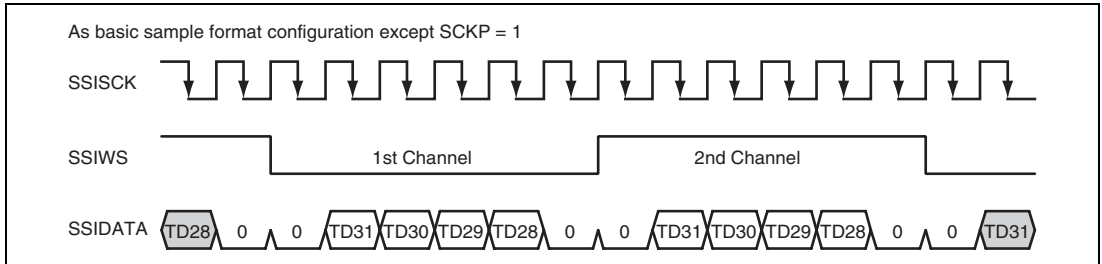 As basic sample format configuration except SCKP = 1
SSISCK
SSIWS 1st Channel 2nd Channel
SSIDATA TD28 0 0 TD31 TD30 TD29 TD28 0 0 TD31 TD30 TD29 TD28 0 0 TD31